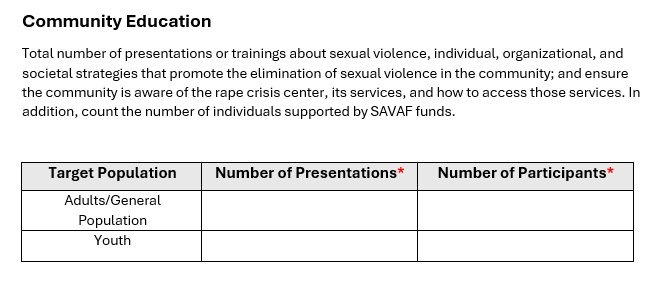 Community Education
Total number of presentations or trainings about sexual violence, individual, organizational, and
societal strategies that promote the elimination of sexual violence in the community; and ensure
the community is aware of the rape crisis center, its services, and how to access those services. In
addition, count the number of individuals supported by SAVAF funds.
Target Population Number of Presentations* Number of Participants*
Adults/General
Population
Youth